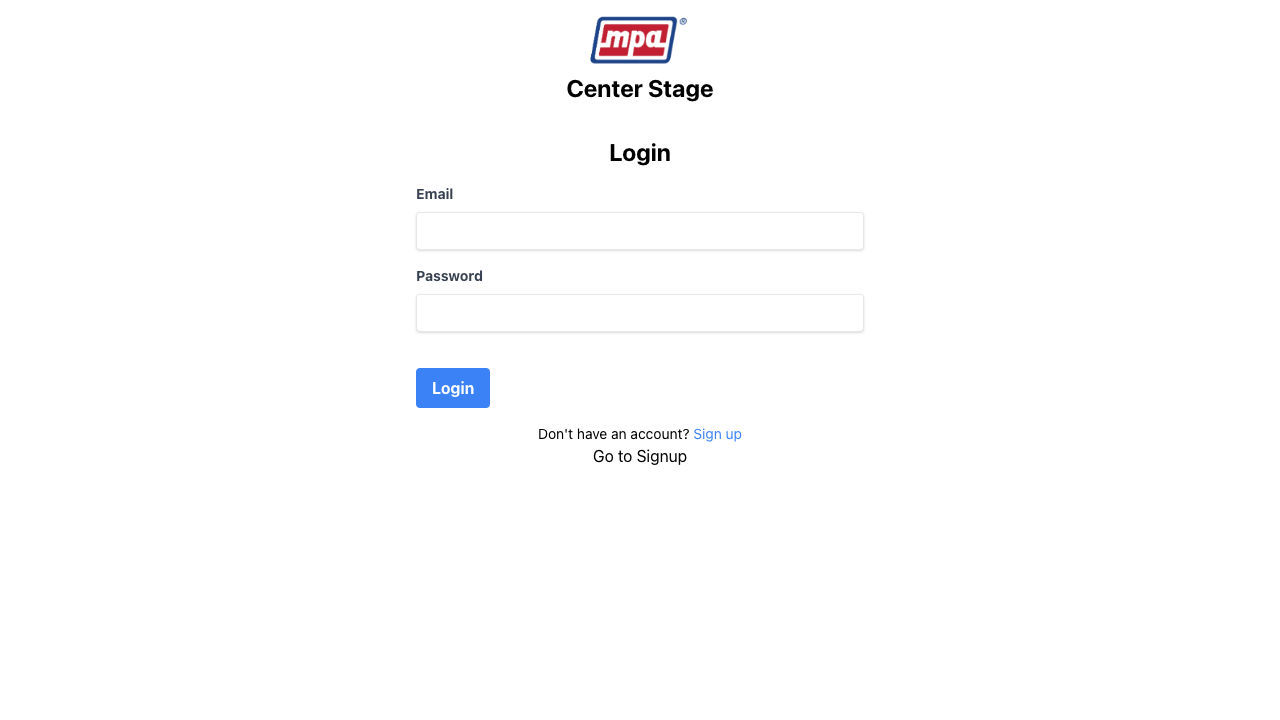 mpa®
Center Stage
Login
Email
Password
Login
Don't have an account? Sign up
Go to Signup